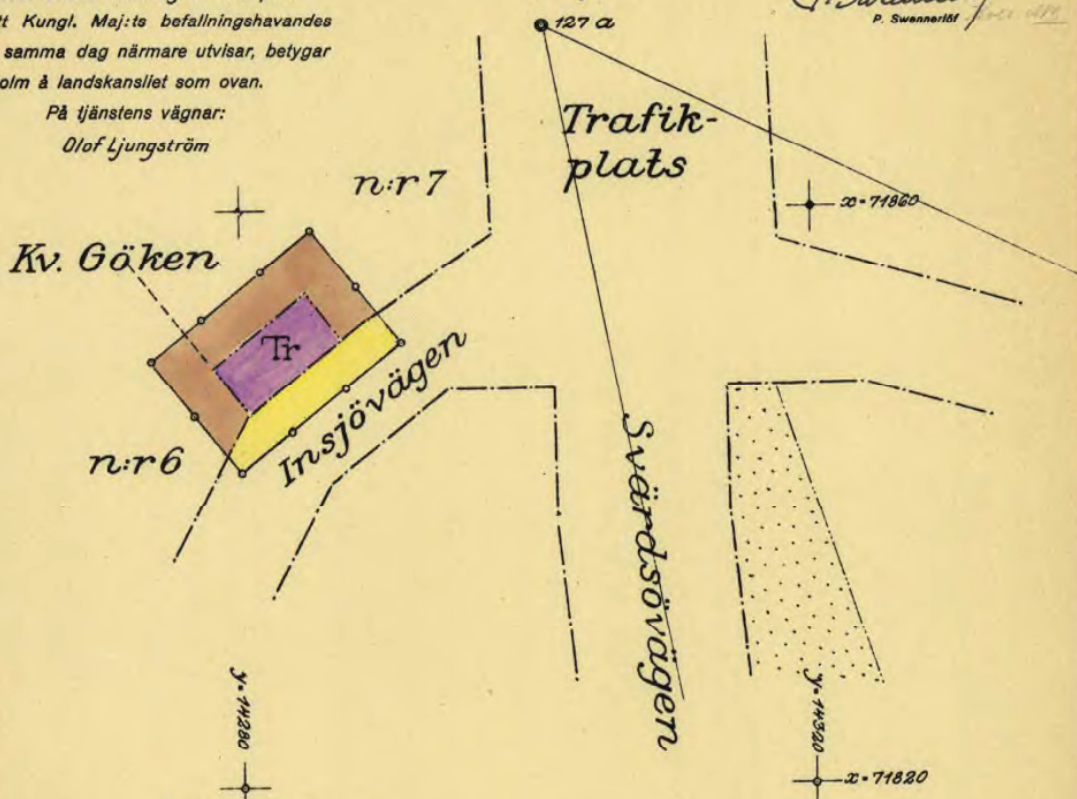 tt Kungl. Maj:ts befallningshavandes
samma dag närmare utvisar, betygar
olm å landskansliet som ovan.
På tjänstens vägnar:
Olof Ljungström
P. Swennerlöf
127 a
Trafik-
plats
n:r 7
x=71860
Kv. Göken
Tr
Insjövägen
n:r 6
Svärdsövägen
y=14280
y=14320
x=71820